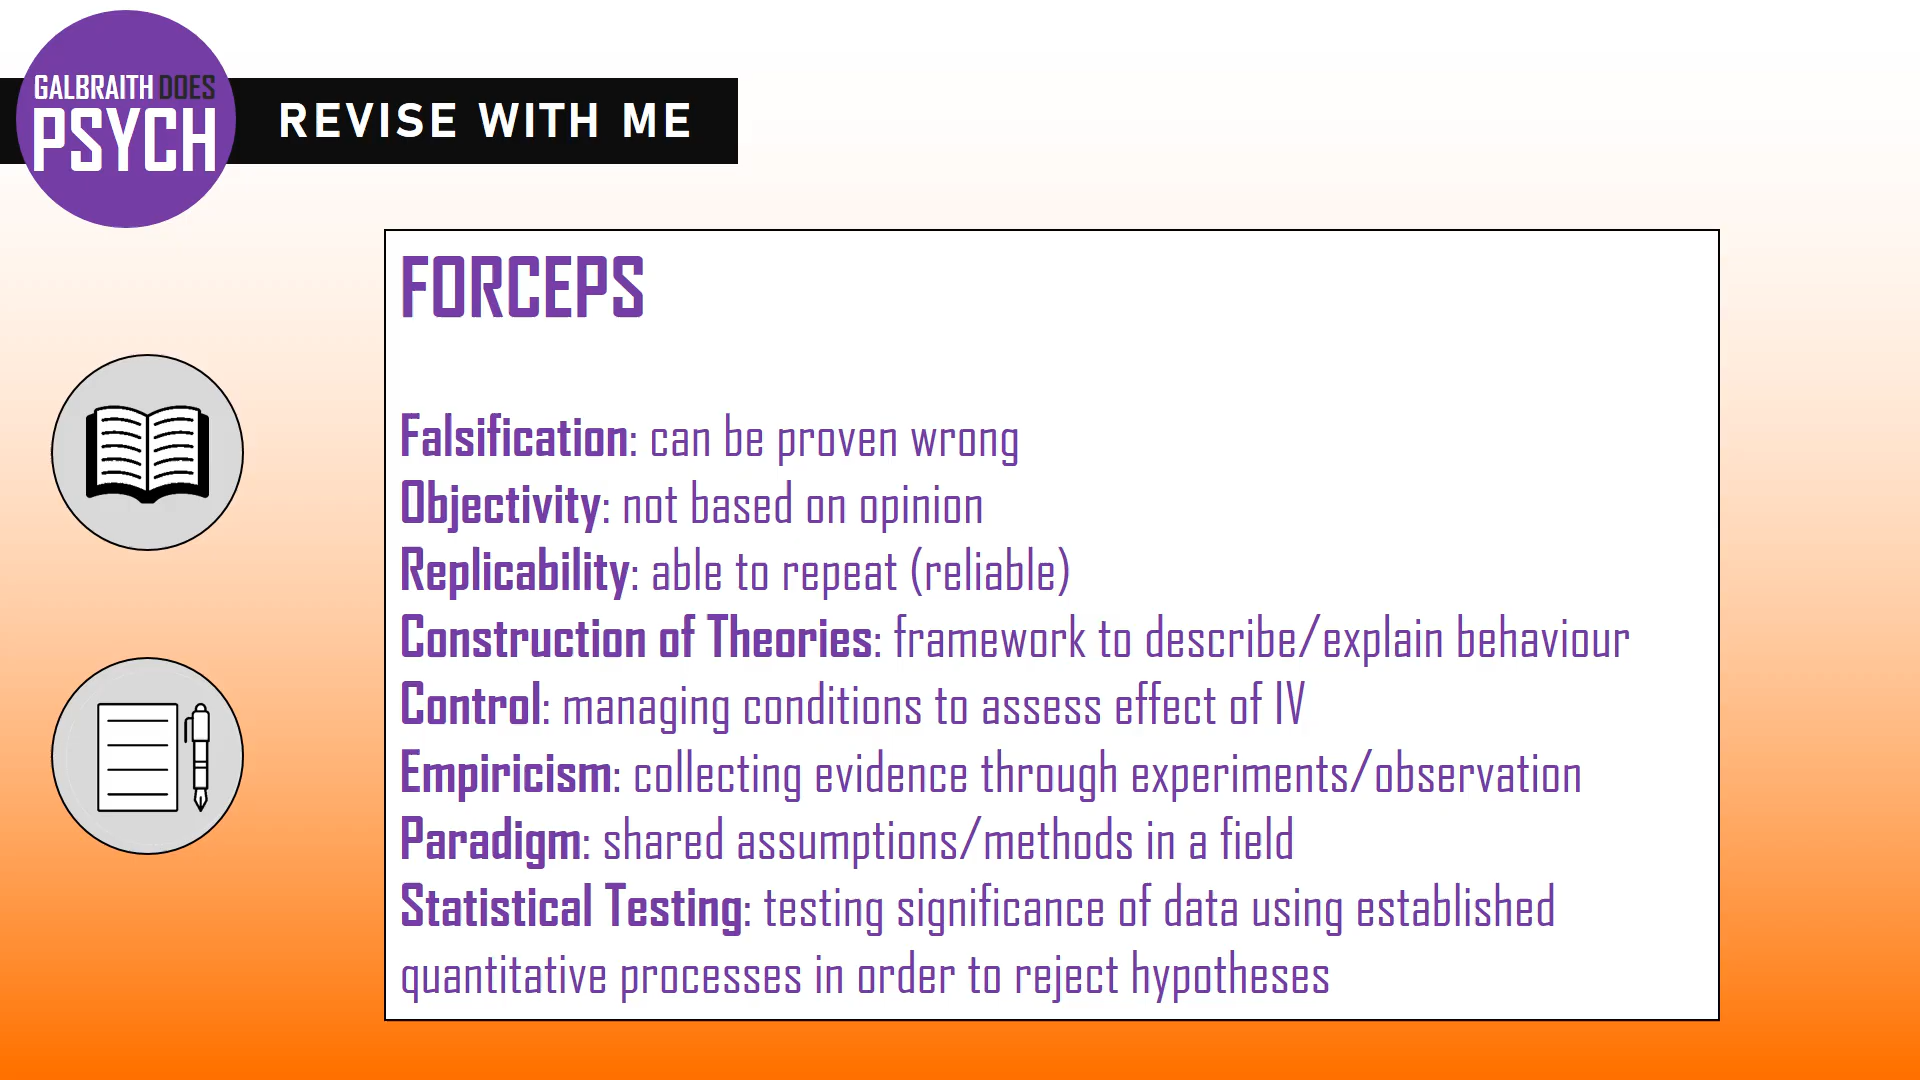 GALBRAITH DOES
PSYCH
REVISE WITH ME
FORCEPS
Falsification: can be proven wrong
Objectivity: not based on opinion
Replicability: able to repeat (reliable)
Construction of Theories: framework to describe/explain behaviour
Control: managing conditions to assess effect of IV
Empiricism: collecting evidence through experiments/observation
Paradigm: shared assumptions/methods in a field
Statistical Testing: testing significance of data using established
quantitative processes in order to reject hypotheses